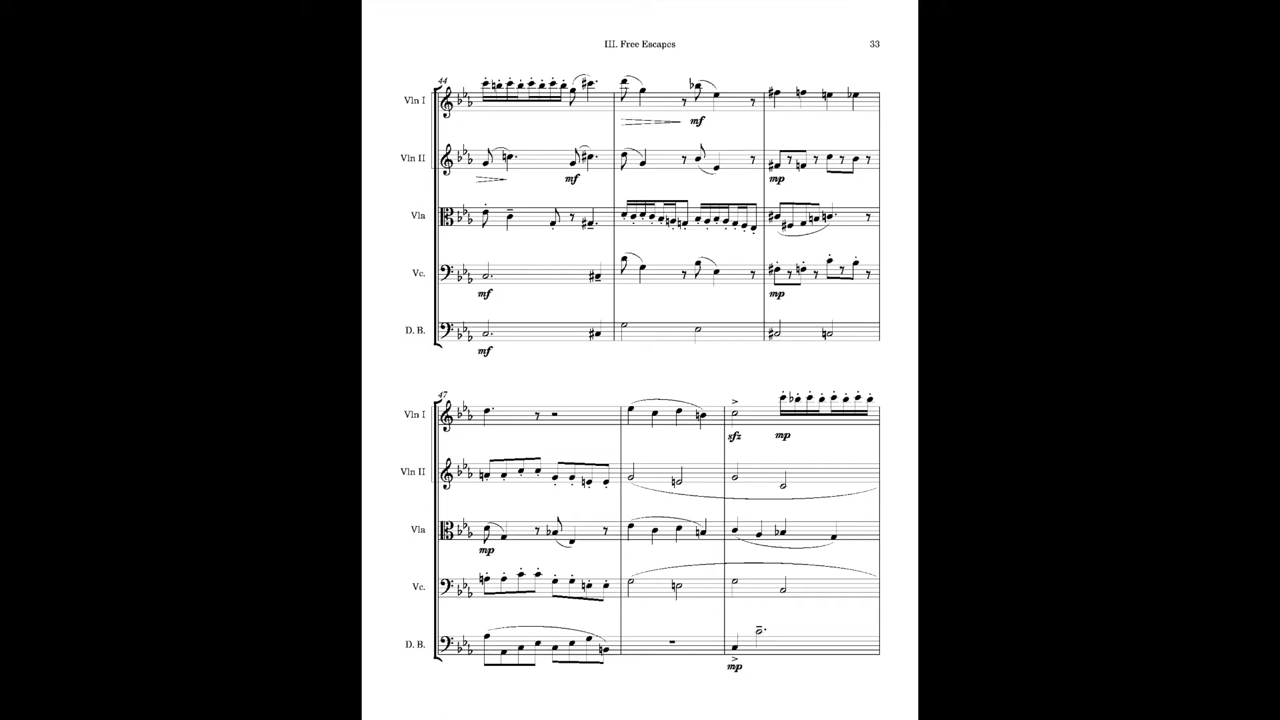 III. Free Escapes
33
44
Vln I
mf
Vln II
mf
mp
Vla
Vc.
mf
mp
D. B.
mf
47
Vln I
sfz mp
Vln II
Vla
mp
Vc.
D. B.
mp